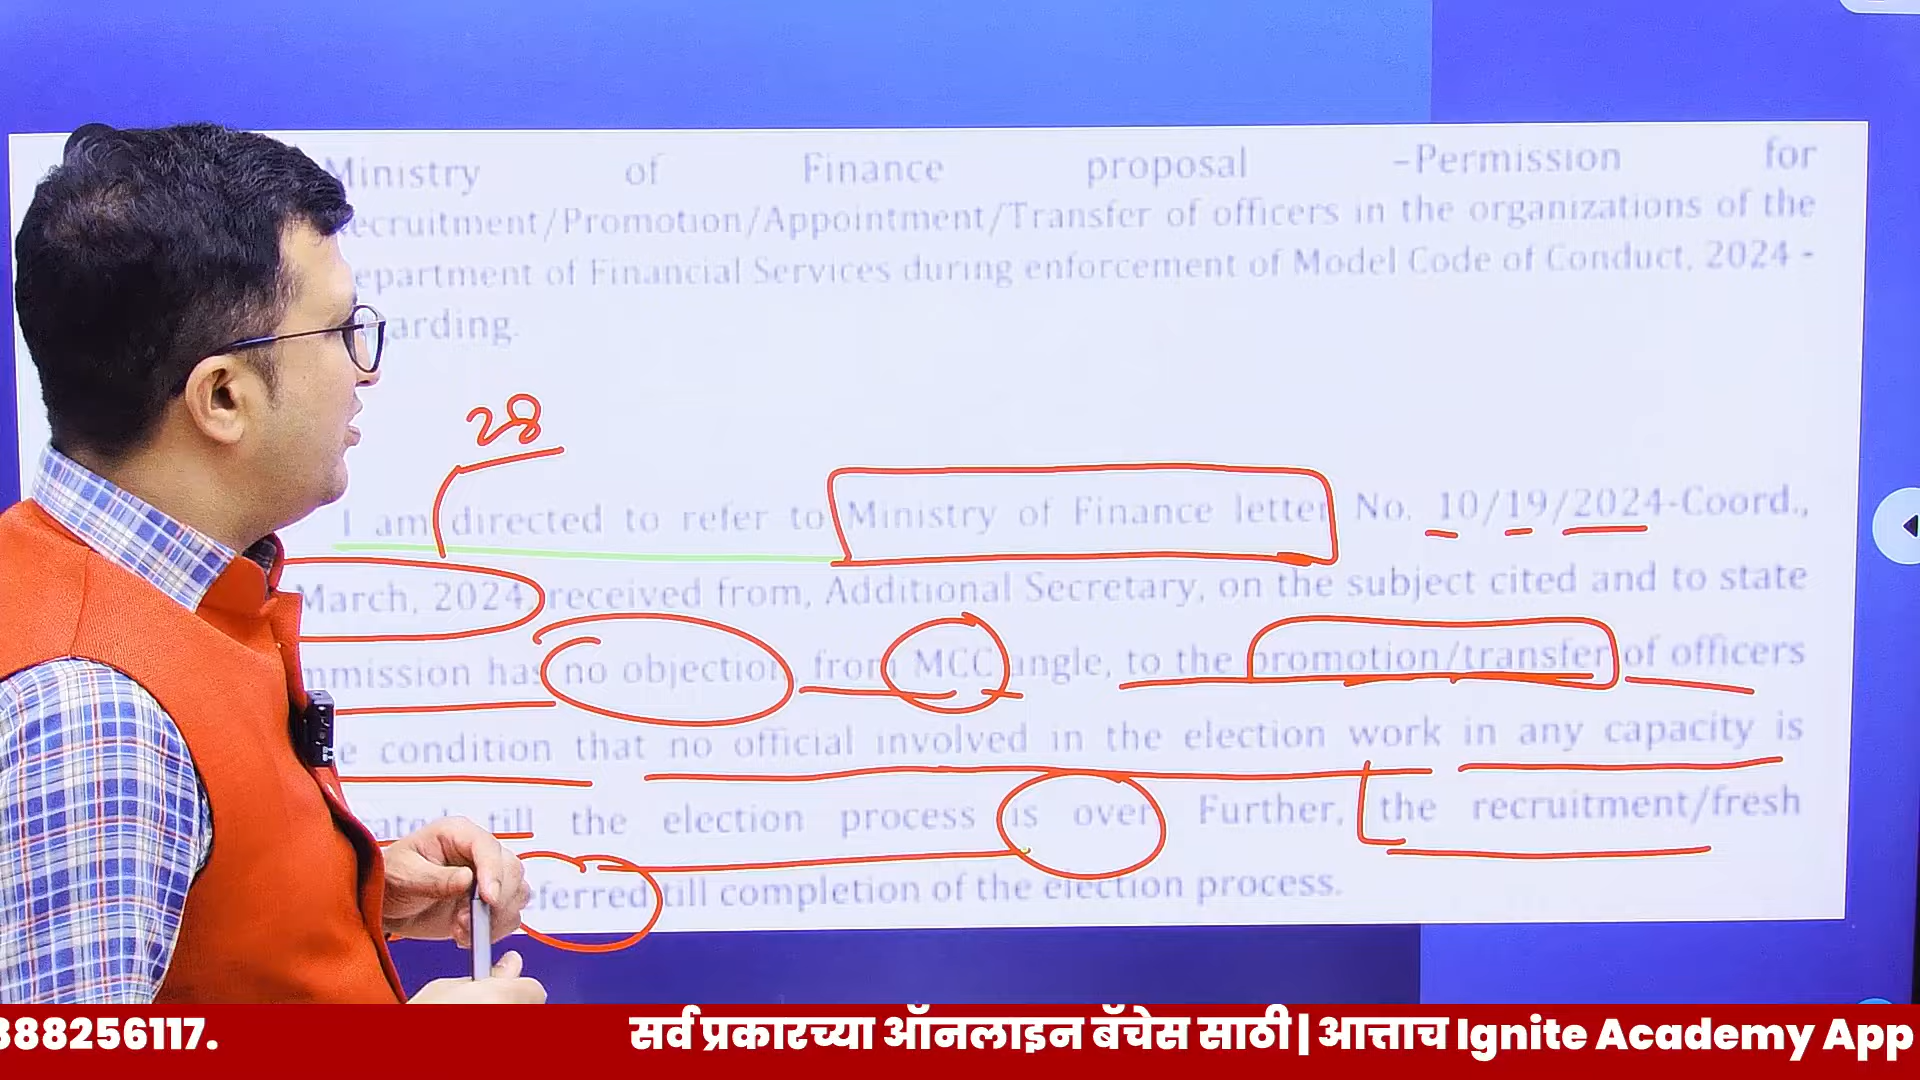 Ministry of Finance proposal –Permission for
ecruitment/Promotion/Appointment/Transfer of officers in the organizations of the
epartment of Financial Services during enforcement of Model Code of Conduct, 2024 -
arding.
28
I am directed to refer to Ministry of Finance letter No. 10/19/2024-Coord.,
March, 2024, received from, Additional Secretary, on the subject cited and to state
mmission has no objection from MCC angle, to the promotion/transfer of officers
e condition that no official involved in the election work in any capacity is
ated till the election process is over Further, the recruitment/fresh
eferred till completion of the election process.
888256117. सर्व प्रकारच्या ऑनलाइन बॅचेस साठी | आत्ताच Ignite Academy App